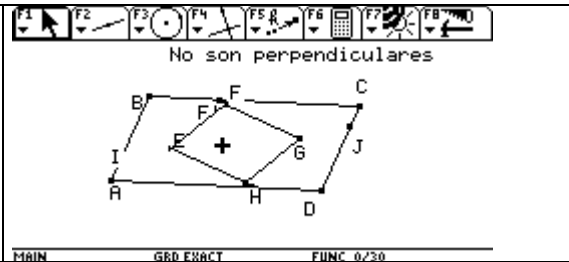 F1 F2 F3 F4 F5 F6 F7 F8
No son perpendiculares
C
B F
F'
E G J
I
A H D
MAIN GRD EXACT FUNC 0/30